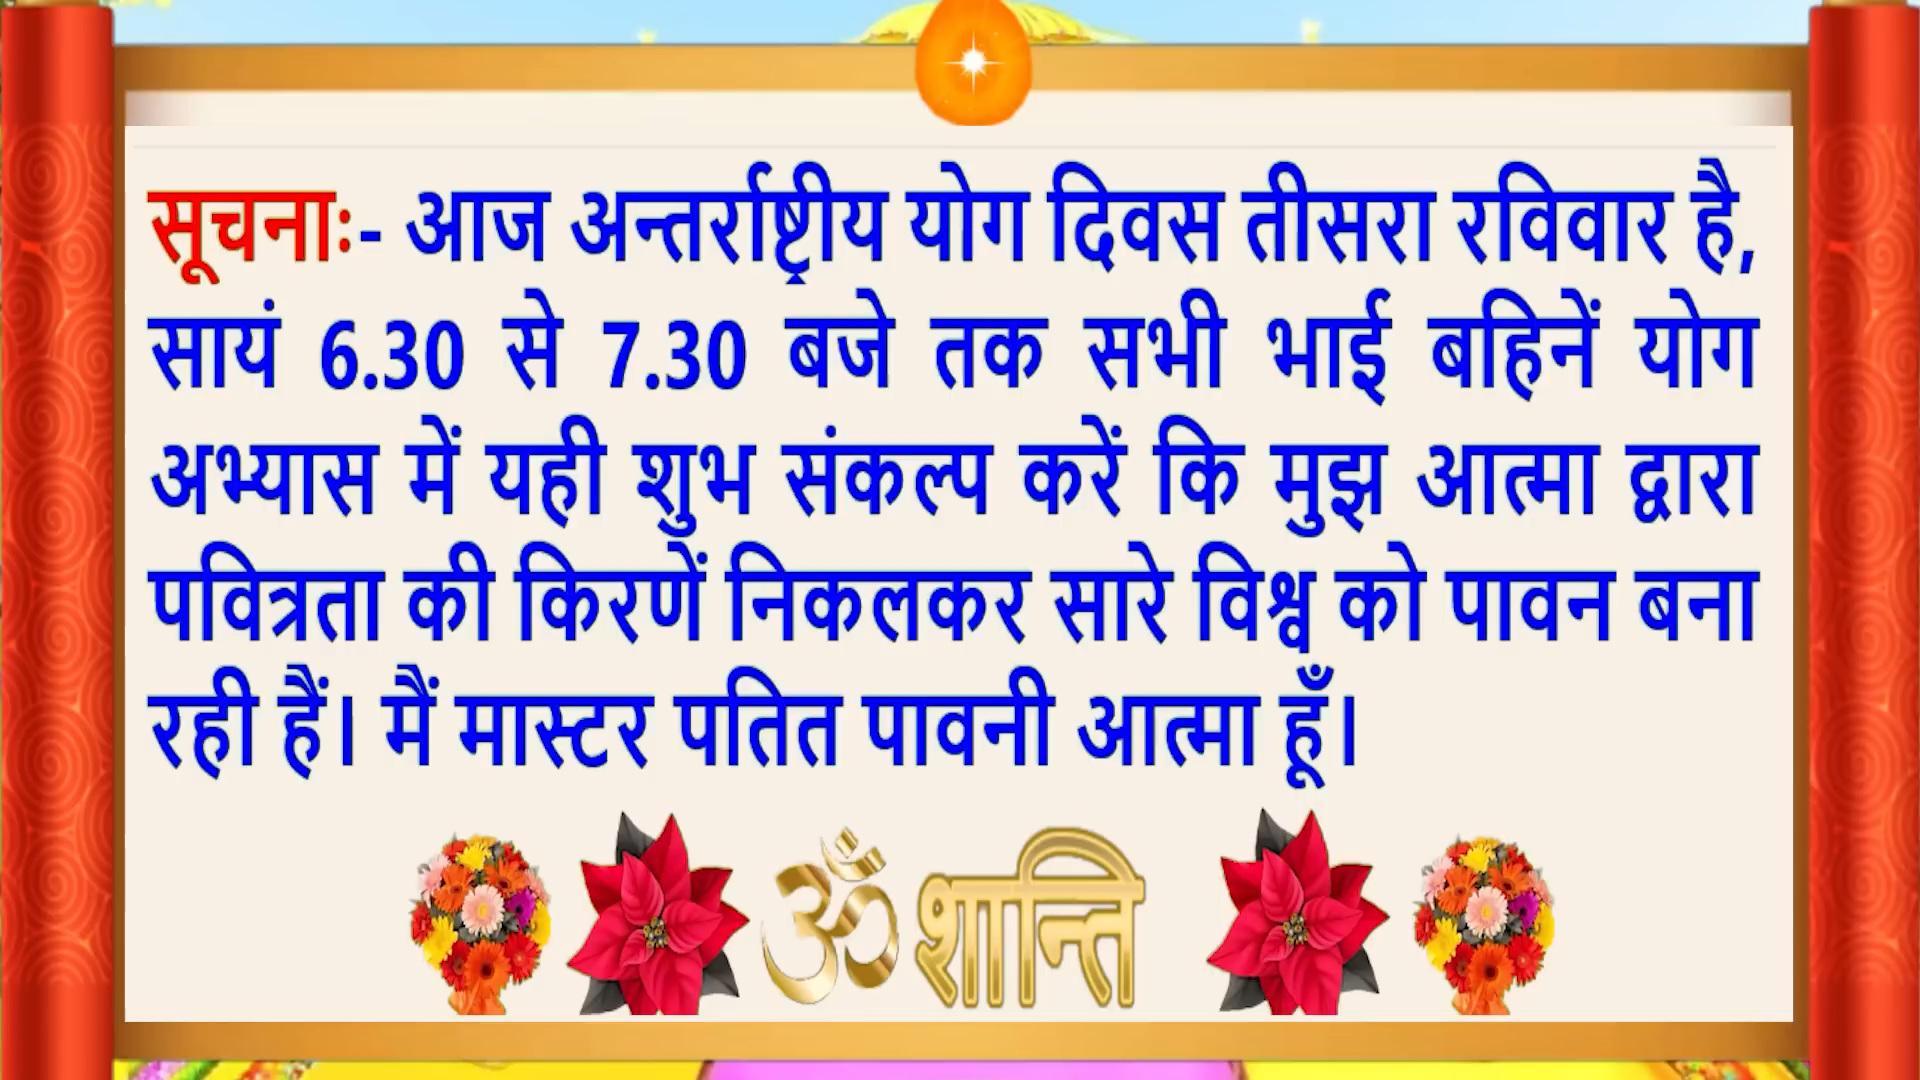 सूचनाः- आज अन्तर्राष्ट्रीय योग दिवस तीसरा रविवार है,
सायं 6.30 से 7.30 बजे तक सभी भाई बहिनें योग
अभ्यास में यही शुभ संकल्प करें कि मुझ आत्मा द्वारा
पवित्रता की किरणें निकलकर सारे विश्व को पावन बना
रही हैं। मैं मास्टर पतित पावनी आत्मा हूँ।
ॐ शान्ति